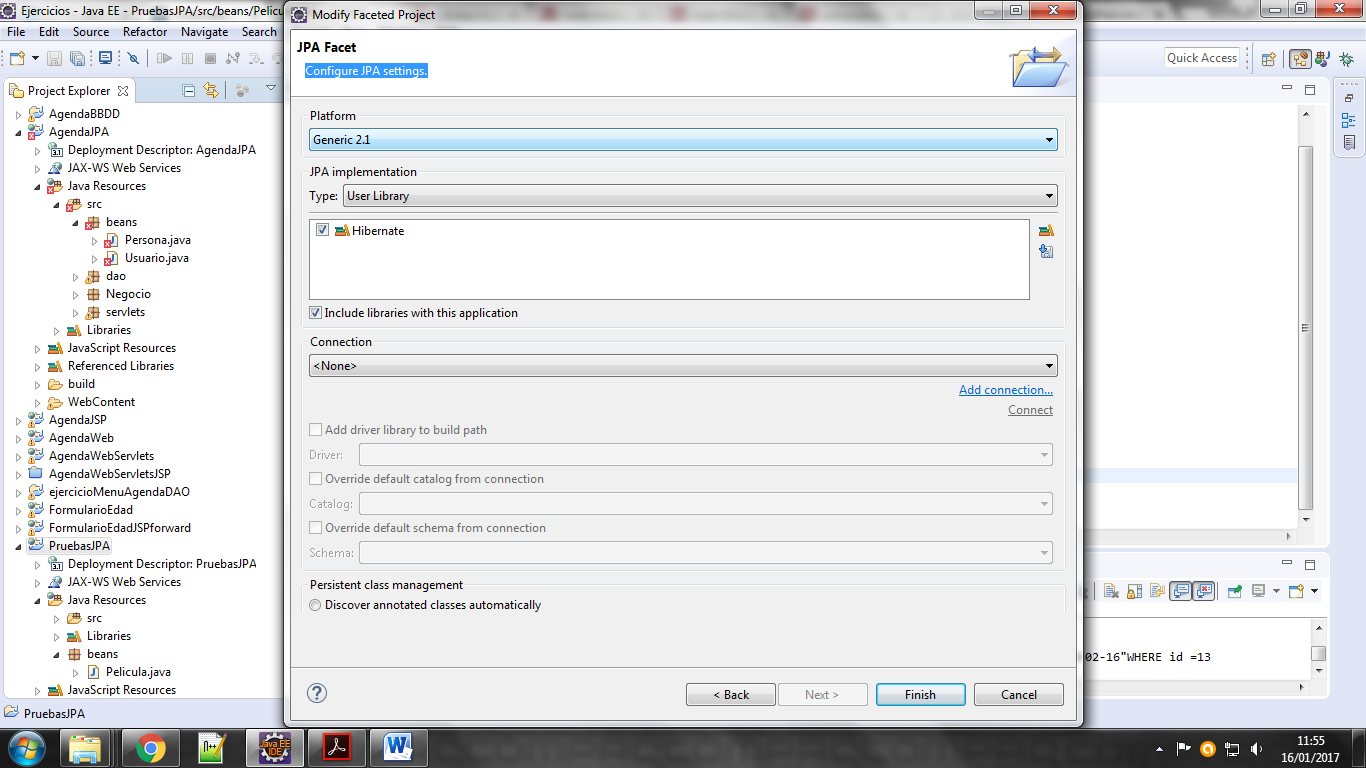 Ejercicios - Java EE - PruebasJPA/src/beans/Pelicu
File Edit Source Refactor Navigate Search
Quick Access
Project Explorer
AgendaBBDD
AgendaJPA
Deployment Descriptor: AgendaJPA
JAX-WS Web Services
Java Resources
src
beans
Persona.java
Usuario.java
dao
Negocio
servlets
Libraries
JavaScript Resources
Referenced Libraries
build
WebContent
AgendaJSP
AgendaWeb
AgendaWebServlets
AgendaWebServletsJSP
ejercicioMenuAgendaDAO
FormularioEdad
FormularioEdadJSPforward
PruebasJPA
Deployment Descriptor: PruebasJPA
JAX-WS Web Services
Java Resources
src
Libraries
beans
Pelicula.java
JavaScript Resources
PruebasJPA
Modify Faceted Project
JPA Facet
Configure JPA settings.
Platform
Generic 2.1
JPA implementation
Type: User Library
Hibernate
Include libraries with this application
Connection
<None>
Add connection...
Connect
Add driver library to build path
Driver:
Override default catalog from connection
Catalog:
Override default schema from connection
Schema:
Persistent class management
Discover annotated classes automatically
? < Back Next > Finish Cancel
02-16"WHERE id =13
N++
Java EE
IDE
W
11:55
16/01/2017